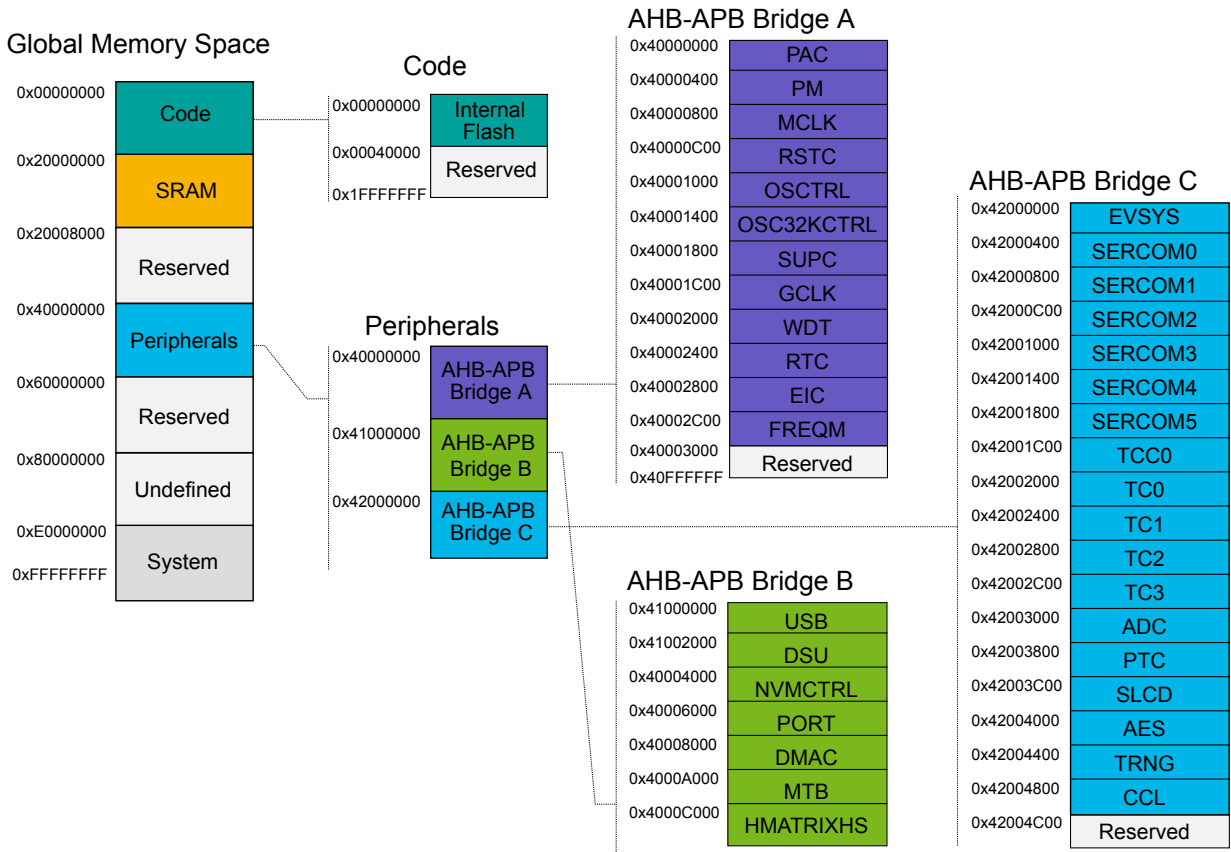 Global Memory Space
0x00000000
Code
0x20000000
SRAM
0x20008000
Reserved
0x40000000
Peripherals
0x60000000
Reserved
0x80000000
Undefined
0xE0000000
System
0xFFFFFFFF
Code
0x00000000
Internal
Flash
0x00040000
Reserved
0x1FFFFFFF
Peripherals
0x40000000
AHB-APB
Bridge A
0x41000000
AHB-APB
Bridge B
0x42000000
AHB-APB
Bridge C
AHB-APB Bridge A
0x40000000
PAC
0x40000400
PM
0x40000800
MCLK
0x40000C00
RSTC
0x40001000
OSCTRL
0x40001400
OSC32KCTRL
0x40001800
SUPC
0x40001C00
GCLK
0x40002000
WDT
0x40002400
RTC
0x40002800
EIC
0x40002C00
FREQM
0x40003000
Reserved
0x40FFFFFF
AHB-APB Bridge B
0x41000000
USB
0x41002000
DSU
0x40004000
NVMCTRL
0x40006000
PORT
0x40008000
DMAC
0x4000A000
MTB
0x4000C000
HMATRIXHS
AHB-APB Bridge C
0x42000000
EVSYS
0x42000400
SERCOM0
0x42000800
SERCOM1
0x42000C00
SERCOM2
0x42001000
SERCOM3
0x42001400
SERCOM4
0x42001800
SERCOM5
0x42001C00
TCC0
0x42002000
TC0
0x42002400
TC1
0x42002800
TC2
0x42002C00
TC3
0x42003000
ADC
0x42003800
PTC
0x42003C00
SLCD
0x42004000
AES
0x42004400
TRNG
0x42004800
CCL
0x42004C00
Reserved